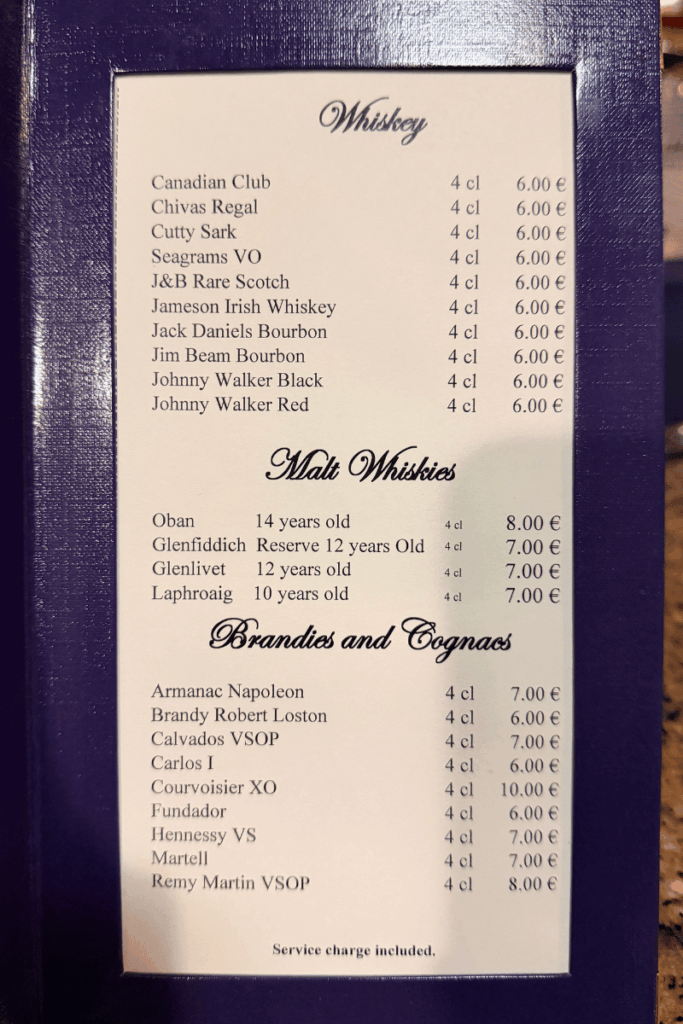 Whiskey
Canadian Club 4 cl 6.00 €
Chivas Regal 4 cl 6.00 €
Cutty Sark 4 cl 6.00 €
Seagrams VO 4 cl 6.00 €
J&B Rare Scotch 4 cl 6.00 €
Jameson Irish Whiskey 4 cl 6.00 €
Jack Daniels Bourbon 4 cl 6.00 €
Jim Beam Bourbon 4 cl 6.00 €
Johnny Walker Black 4 cl 6.00 €
Johnny Walker Red 4 cl 6.00 €
Malt Whiskies
Oban 14 years old 4 cl 8.00 €
Glenfiddich Reserve 12 years Old 4 cl 7.00 €
Glenlivet 12 years old 4 cl 7.00 €
Laphroaig 10 years old 4 cl 7.00 €
Brandies and Cognacs
Armanac Napoleon 4 cl 7.00 €
Brandy Robert Loston 4 cl 6.00 €
Calvados VSOP 4 cl 7.00 €
Carlos I 4 cl 6.00 €
Courvoisier XO 4 cl 10.00 €
Fundador 4 cl 6.00 €
Hennessy VS 4 cl 7.00 €
Martell 4 cl 7.00 €
Remy Martin VSOP 4 cl 8.00 €
Service charge included.